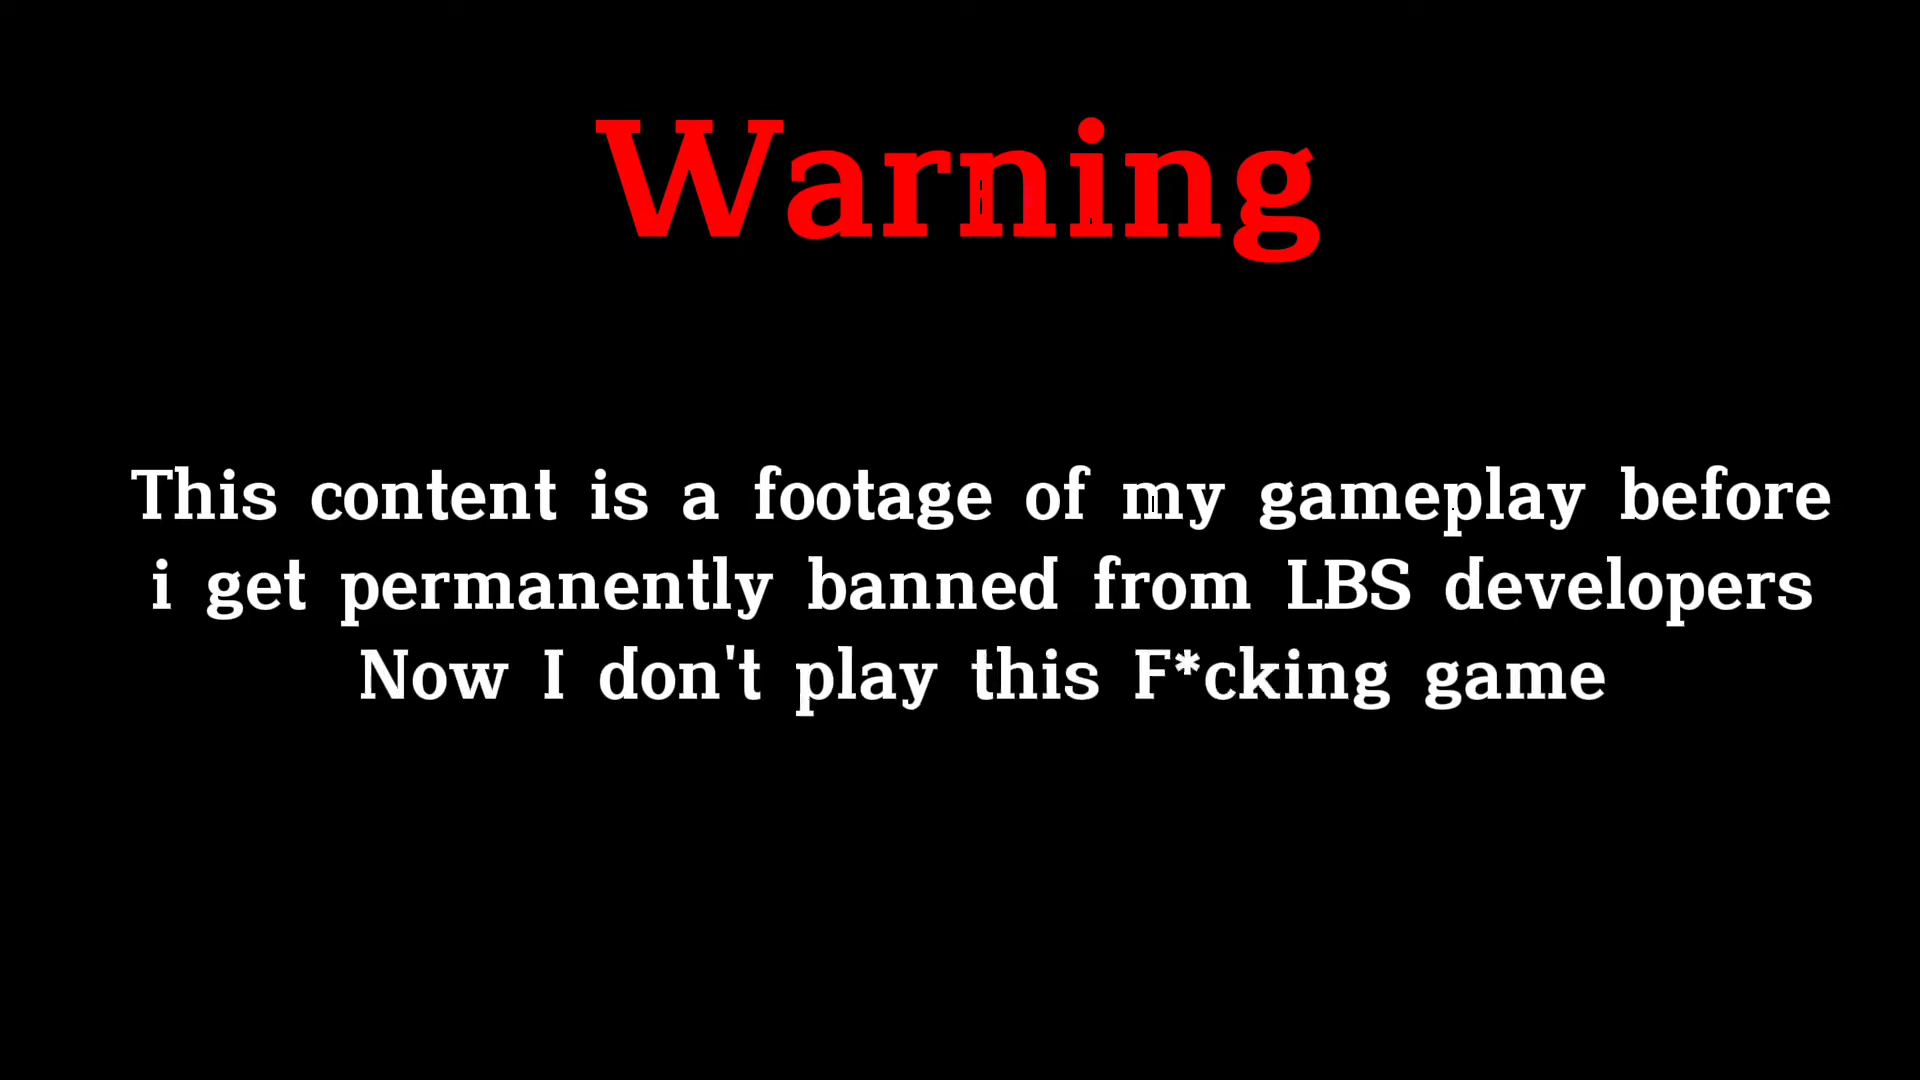 Warning
This content is a footage of my gameplay before
i get permanently banned from LBS developers
Now I don't play this F*cking game